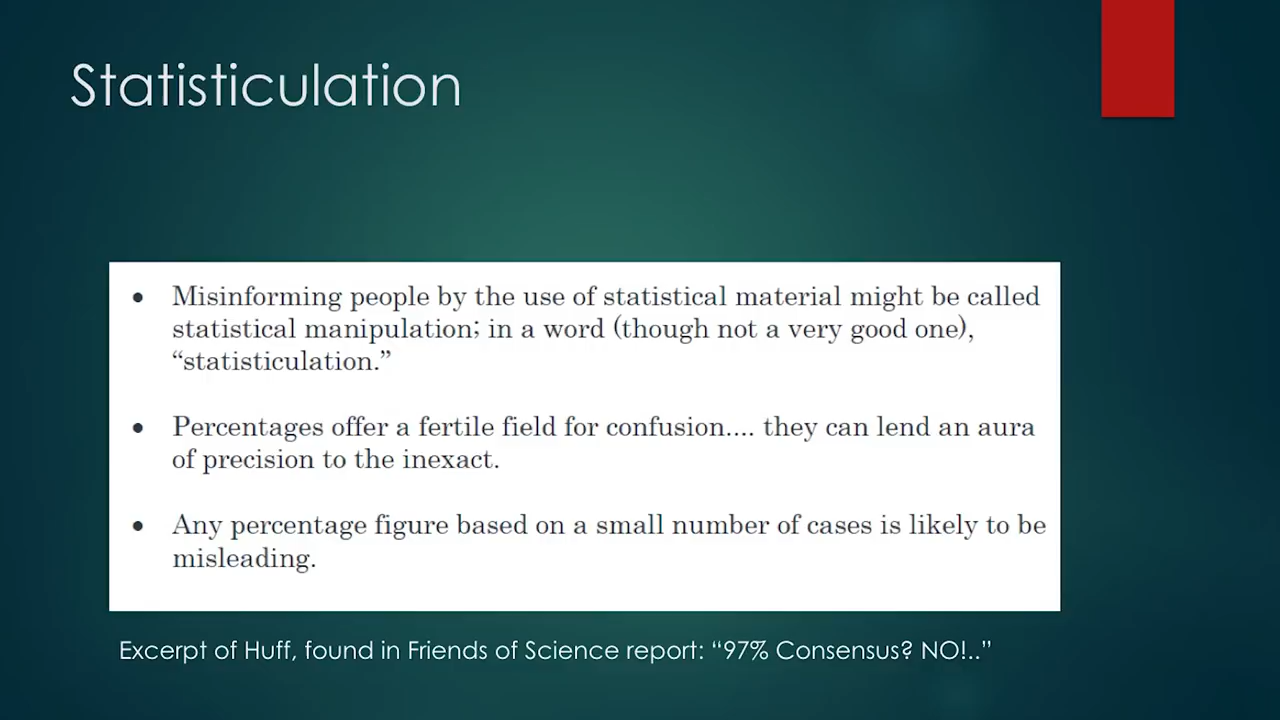 Statisticulation
• Misinforming people by the use of statistical material might be called
statistical manipulation; in a word (though not a very good one),
“statisticulation.”
• Percentages offer a fertile field for confusion.... they can lend an aura
of precision to the inexact.
• Any percentage figure based on a small number of cases is likely to be
misleading.
Excerpt of Huff, found in Friends of Science report: “97% Consensus? NO!..”